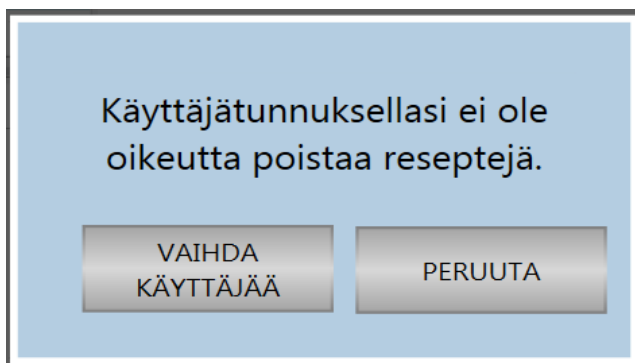 Käyttäjätunnuksellasi ei ole
oikeutta poistaa reseptejä.
VAIHDA
KÄYTTÄJÄÄ
PERUUTA